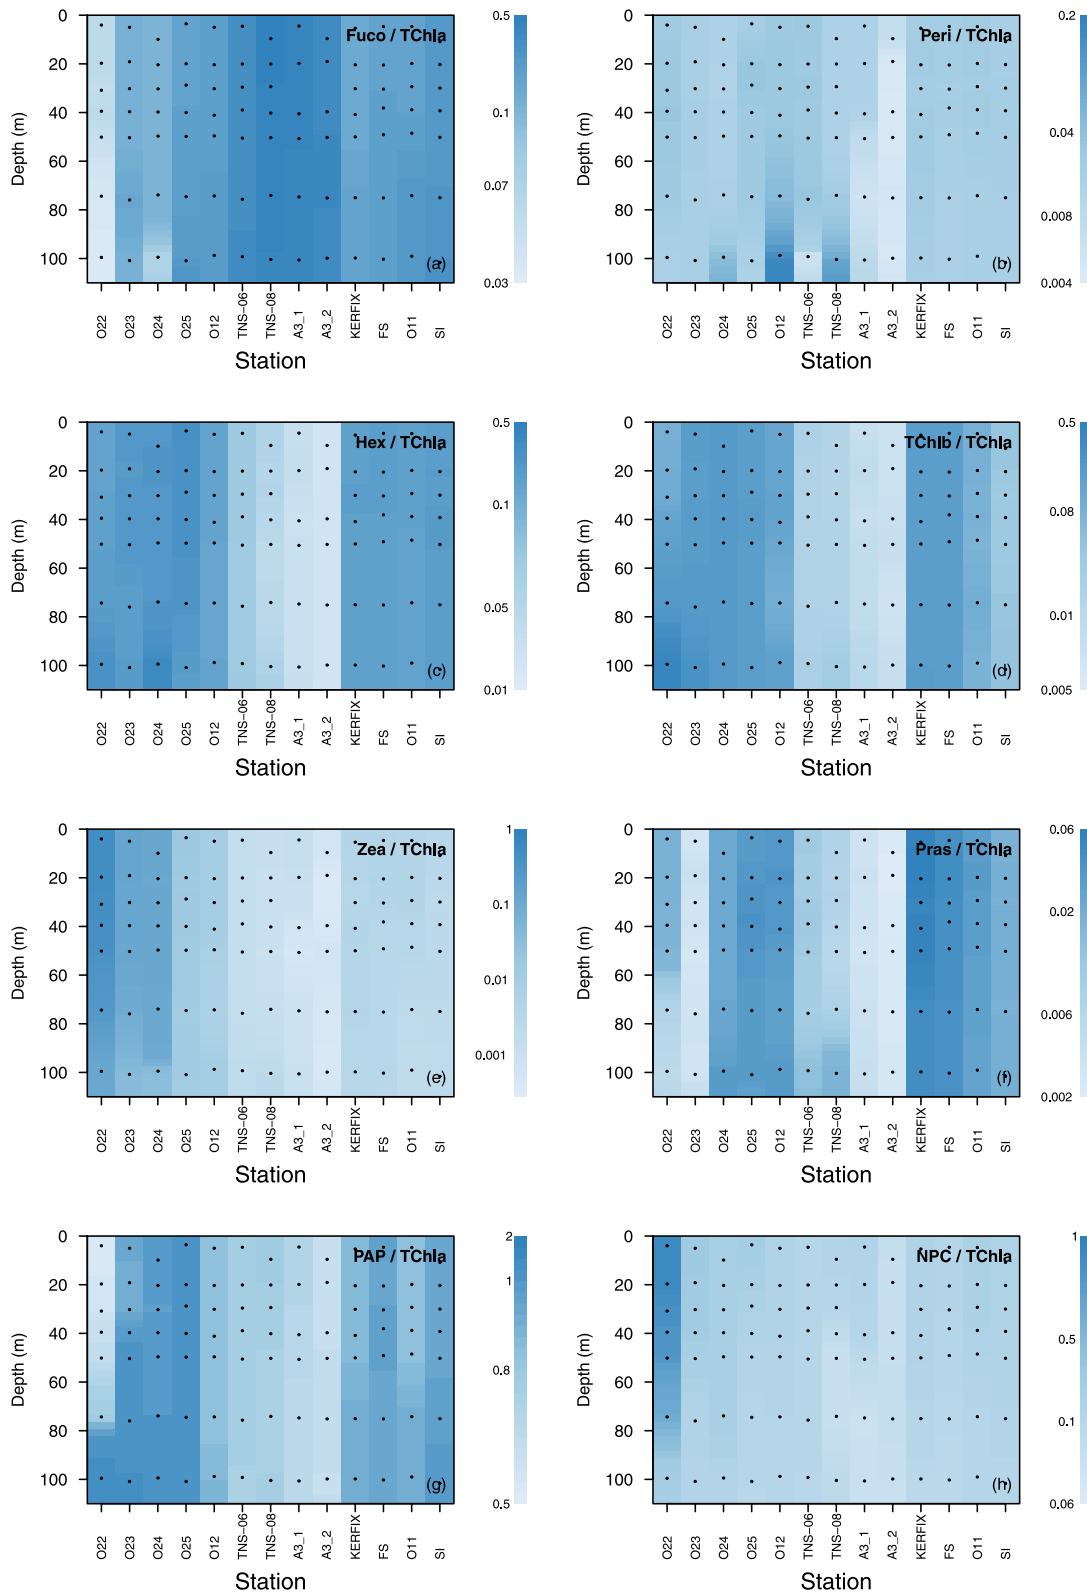 Fuco / TChla
0
20
40
60
80
100
Depth (m)
(a)
0.5
0.1
0.07
0.03
O22
O23
O24
O25
O12
TNS-06
TNS-08
A3_1
A3_2
KERFIX
FS
O11
SI
Station
Peri / TChla
0
20
40
60
80
100
Depth (m)
(b)
0.2
0.04
0.008
0.004
O22
O23
O24
O25
O12
TNS-06
TNS-08
A3_1
A3_2
KERFIX
FS
O11
SI
Station
Hex / TChla
0
20
40
60
80
100
Depth (m)
(c)
0.5
0.1
0.05
0.01
O22
O23
O24
O25
O12
TNS-06
TNS-08
A3_1
A3_2
KERFIX
FS
O11
SI
Station
TChlb / TChla
0
20
40
60
80
100
Depth (m)
(d)
0.5
0.08
0.01
0.005
O22
O23
O24
O25
O12
TNS-06
TNS-08
A3_1
A3_2
KERFIX
FS
O11
SI
Station
Zea / TChla
0
20
40
60
80
100
Depth (m)
(e)
1
0.1
0.01
0.001
O22
O23
O24
O25
O12
TNS-06
TNS-08
A3_1
A3_2
KERFIX
FS
O11
SI
Station
Pras / TChla
0
20
40
60
80
100
Depth (m)
(f)
0.06
0.02
0.006
0.002
O22
O23
O24
O25
O12
TNS-06
TNS-08
A3_1
A3_2
KERFIX
FS
O11
SI
Station
PAP / TChla
0
20
40
60
80
100
Depth (m)
(g)
2
1
0.8
0.5
O22
O23
O24
O25
O12
TNS-06
TNS-08
A3_1
A3_2
KERFIX
FS
O11
SI
Station
NPC / TChla
0
20
40
60
80
100
Depth (m)
(h)
1
0.5
0.1
0.06
O22
O23
O24
O25
O12
TNS-06
TNS-08
A3_1
A3_2
KERFIX
FS
O11
SI
Station